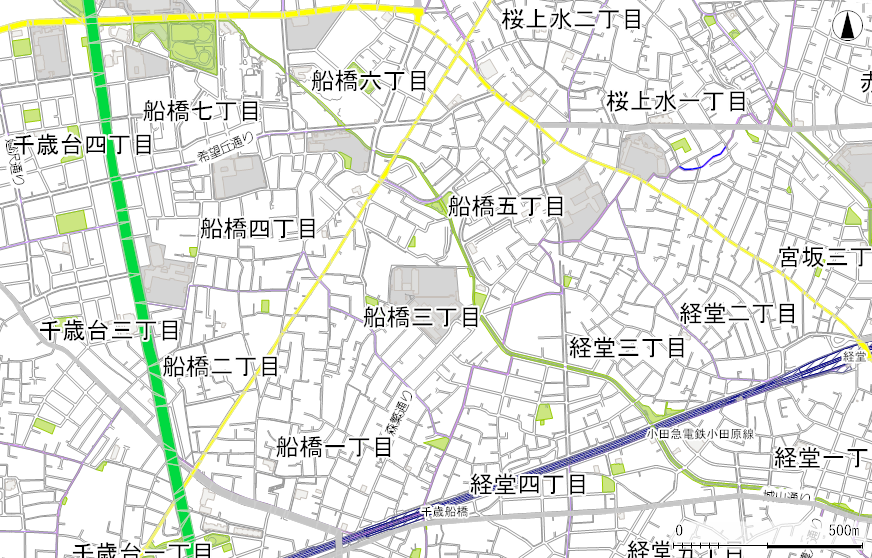 桜上水二丁目
船橋六丁目
桜上水一丁目
船橋七丁目
千歳台四丁目
希望丘通り
船橋五丁目
船橋四丁目
宮坂三丁
経堂二丁目
船橋三丁目
千歳台三丁目
経堂三丁目
経堂
船橋二丁目
森繁通り
小田急電鉄小田原線
船橋一丁目
経堂一丁
経堂四丁目
城山通り
千歳船橋
0 500m
千歳台一丁目
経堂五丁目